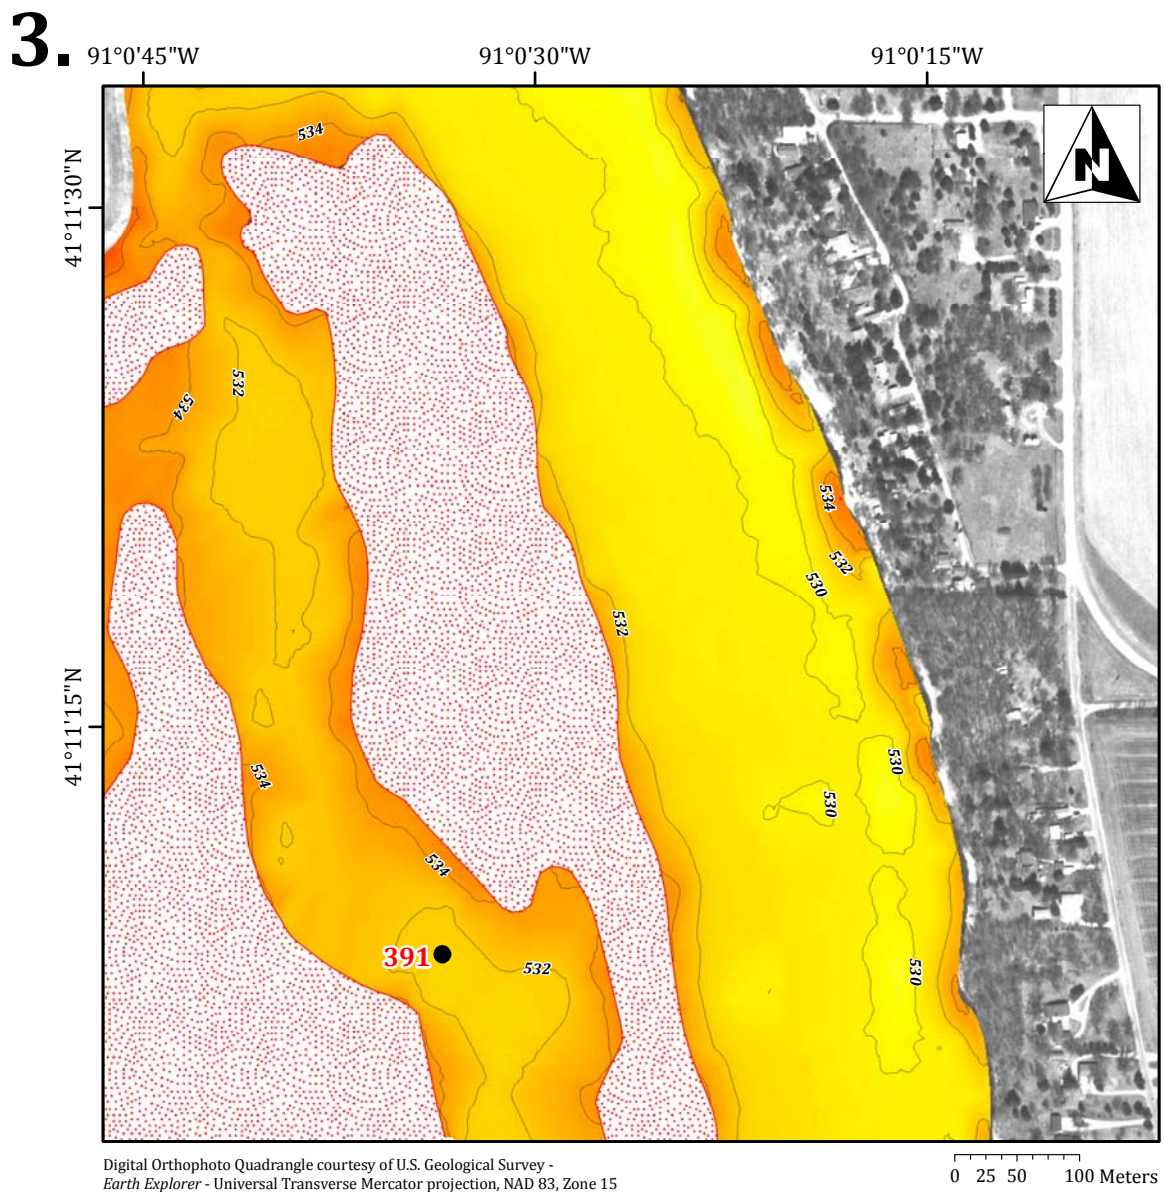 3.
91°0'45"W 91°0'30"W 91°0'15"W
N
534
41°11'30"N
532
534
534
532
530
532
41°11'15"N
530
534
530
534
391
532
530
Digital Orthophoto Quadrangle courtesy of U.S. Geological Survey -
Earth Explorer - Universal Transverse Mercator projection, NAD 83, Zone 15
0 25 50 100 Meters